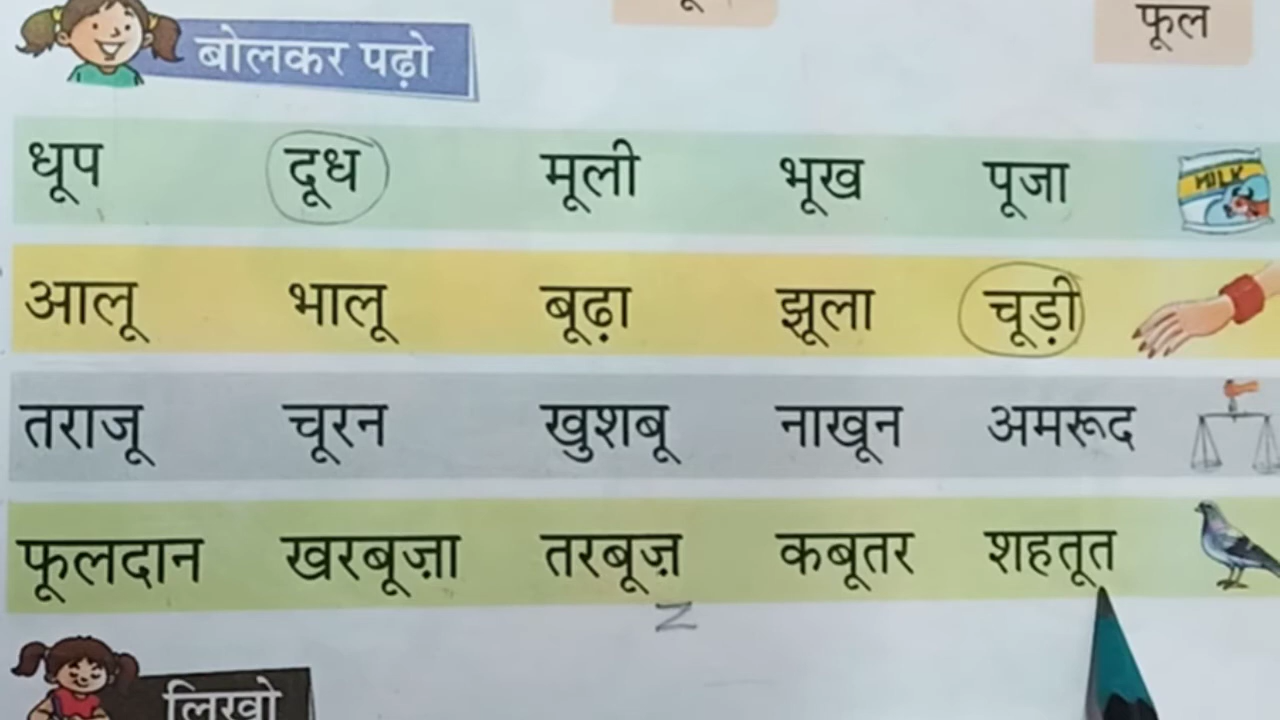 फूल
बोलकर पढ़ो
धूप दूध मूली भूख पूजा MILK
आलू भालू बूढ़ा झूला चूड़ी
तराजू चूरन खुशबू नाखून अमरूद
फूलदान खरबूज़ा तरबूज़ कबूतर शहतूत
Z
लिखो